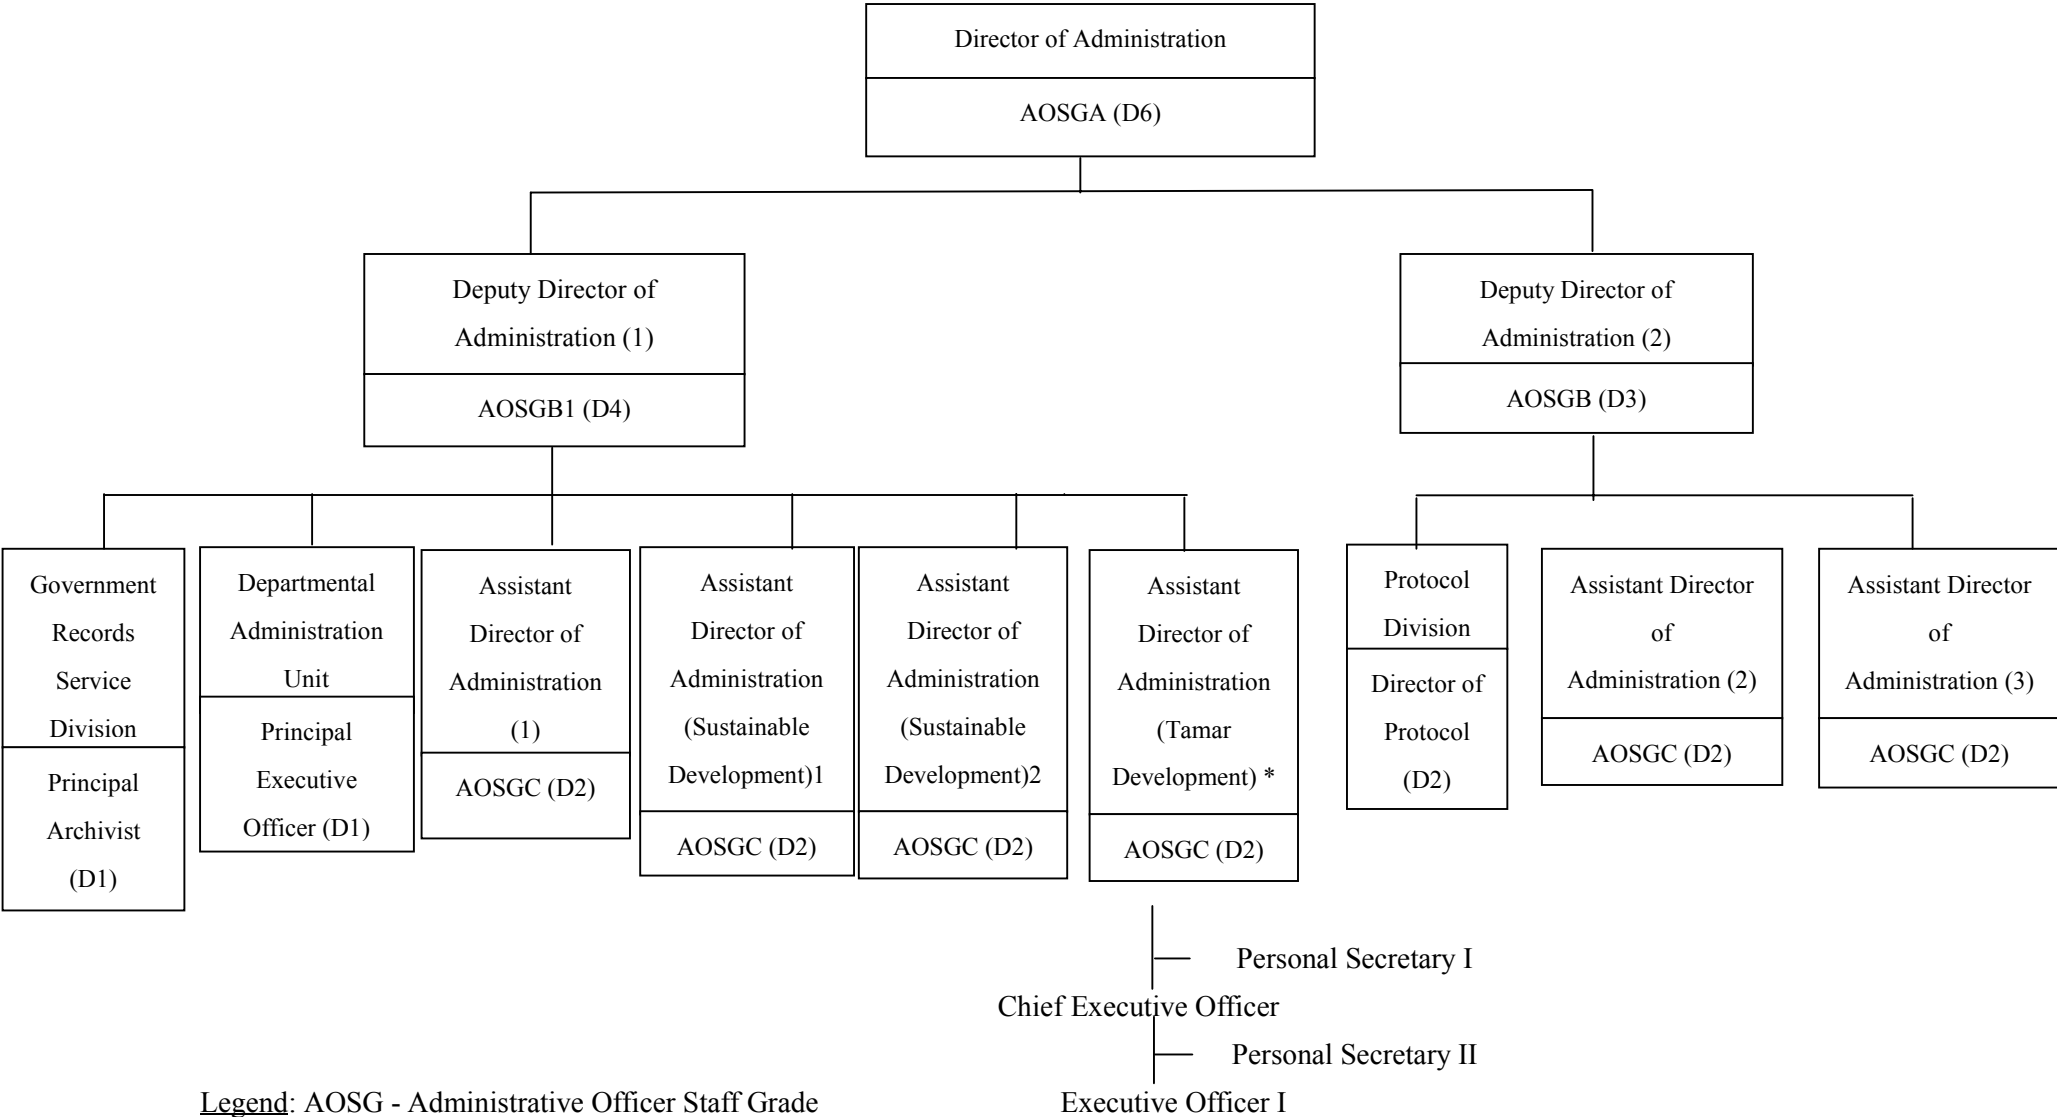 Director of Administration
AOSGA (D6)
Deputy Director of
Administration (1)
AOSGB1 (D4)
Deputy Director of
Administration (2)
AOSGB (D3)
Government
Records
Service
Division
Principal
Archivist
(D1)
Departmental
Administration
Unit
Principal
Executive
Officer (D1)
Assistant
Director of
Administration
(1)
AOSGC (D2)
Assistant
Director of
Administration
(Sustainable
Development)1
AOSGC (D2)
Assistant
Director of
Administration
(Sustainable
Development)2
AOSGC (D2)
Assistant
Director of
Administration
(Tamar
Development) *
AOSGC (D2)
Protocol
Division
Director of
Protocol
(D2)
Assistant Director
of
Administration (2)
AOSGC (D2)
Assistant Director
of
Administration (3)
AOSGC (D2)
Personal Secretary I
Chief Executive Officer
Personal Secretary II
Executive Officer I
Legend: AOSG - Administrative Officer Staff Grade